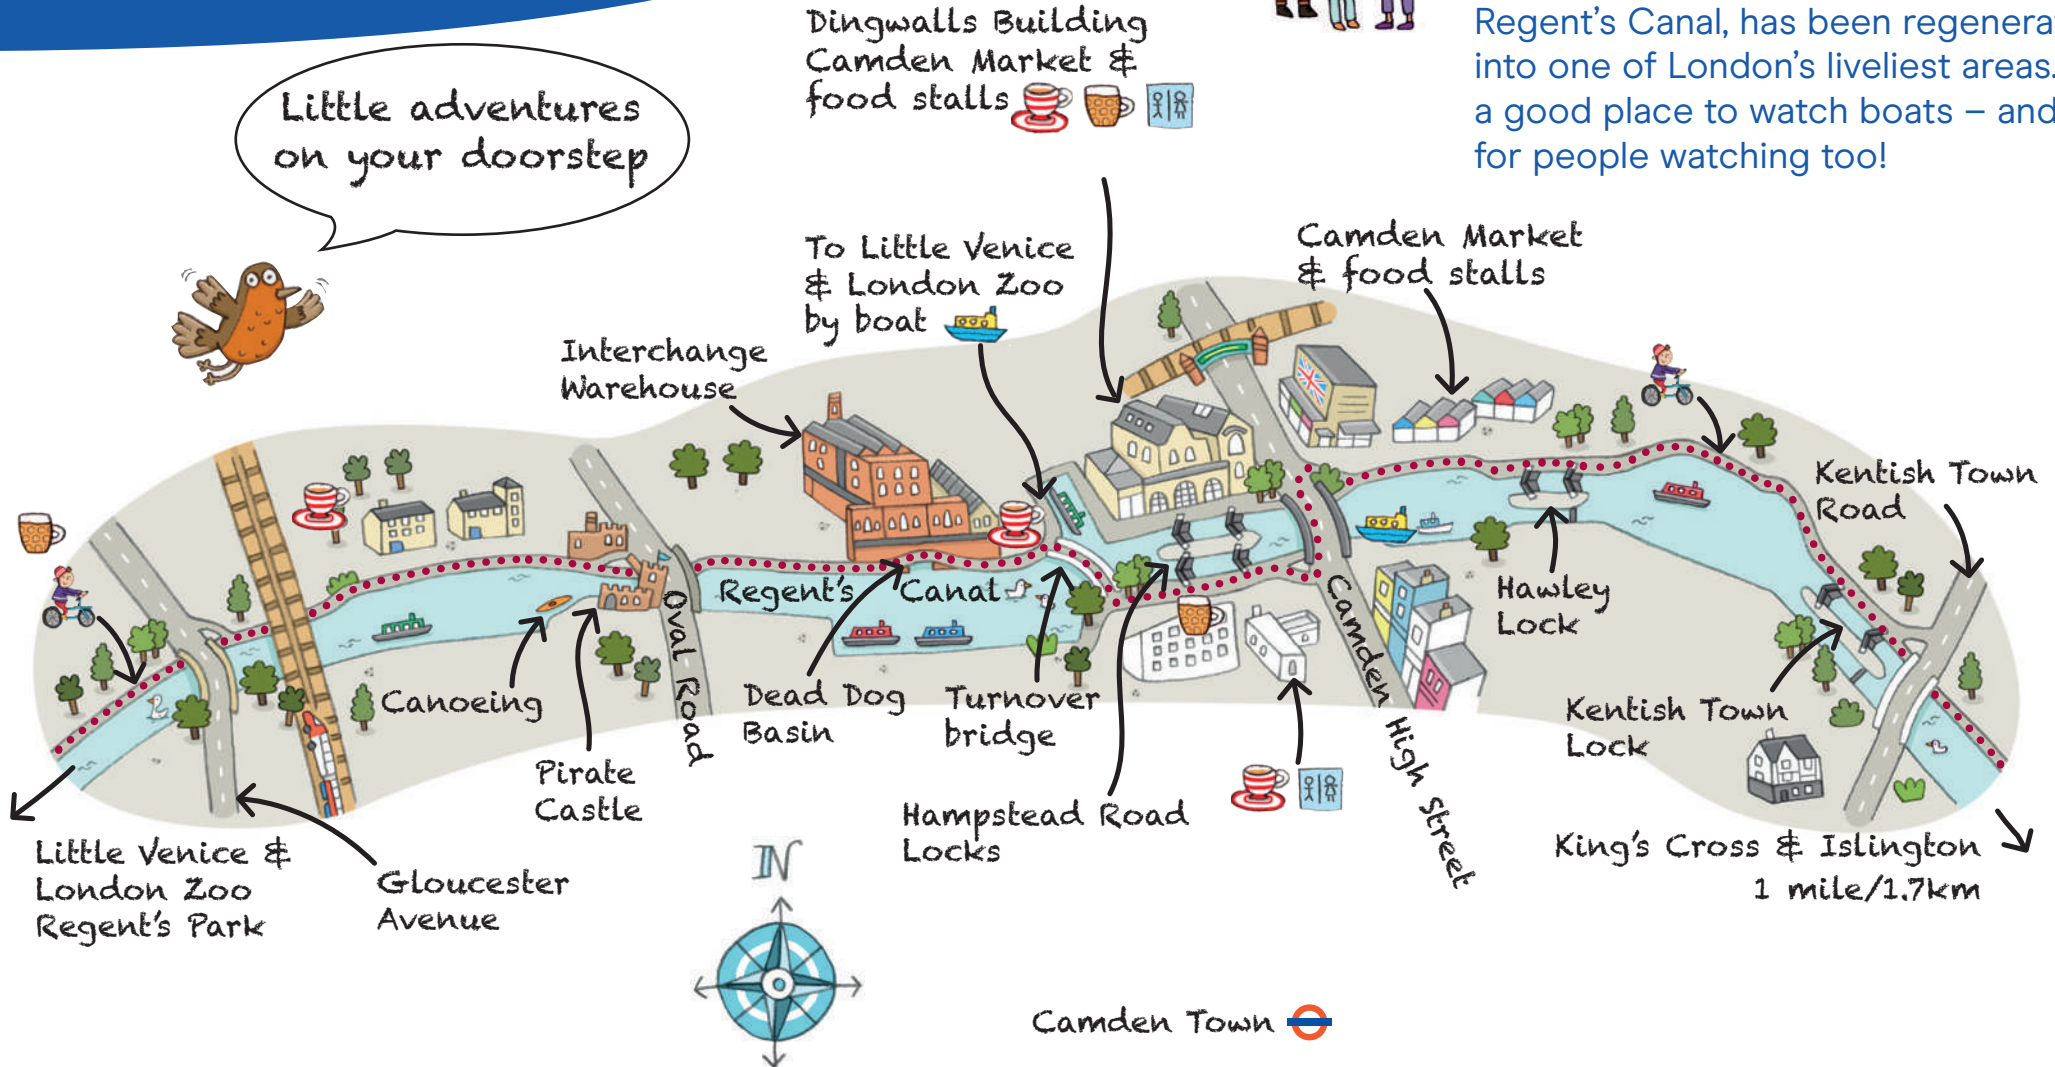 Dingwalls Building
Camden Market &
food stalls
Regent's Canal, has been regenera
into one of London's liveliest areas.
a good place to watch boats – and
for people watching too!
Little adventures
on your doorstep
To Little Venice
& London Zoo
by boat
Camden Market
& food stalls
Interchange
Warehouse
Kentish Town
Road
Regent's Canal
Oval Road
Camden High Street
Hawley
Lock
Canoeing
Dead Dog
Basin
Turnover
bridge
Kentish Town
Lock
Pirate
Castle
Hampstead Road
Locks
Little Venice &
London Zoo
Regent's Park
Gloucester
Avenue
King's Cross & Islington
1 mile/1.7km
N
Camden Town